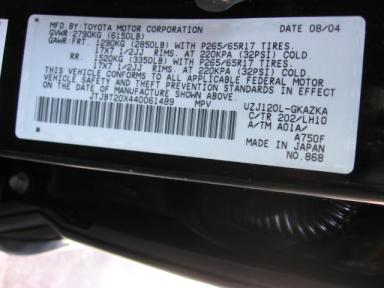 MFD.BY:TOYOTA MOTOR CORPORATION DATE 08/04
GVWR:2790KG (6150LB)
GAWR:FRT. 1290KG (2850LB) WITH P265/65R17 TIRES.
17X7 1/2JJ RIMS. AT 220KPA (32PSI) COLD.
RR. 1520KG (3350LB) WITH P265/65R17 TIRES.
17X7 1/2JJ RIMS. AT 220KPA (32PSI) COLD.
THIS VEHICLE CONFORMS TO ALL APPLICABLE FEDERAL MOTOR
VEHICLE SAFETY AND THEFT PREVENTION STANDARDS IN EFFECT
ON THE DATE OF MANUFACTURE SHOWN ABOVE.
JTJBT20X440061489 MPV
UZJ120L-GKAZKA
C/TR 202/LH10
A/TM A01A/
A750F
MADE IN JAPAN
NO.868